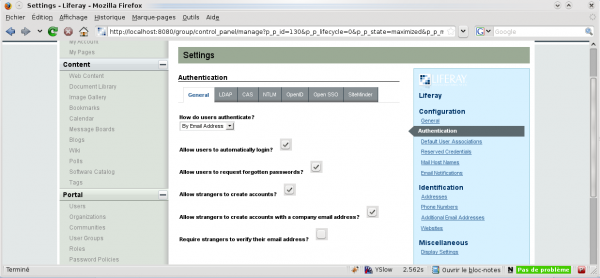 Settings - Liferay - Mozilla Firefox
Fichier Édition Affichage Historique Marque-pages Outils Aide
http://localhost:8080/group/control_panel/manage?p_p_id=130&p_p_lifecycle=0&p_p_state=maximized&p_p_m
Google
My Account
My Pages
Content
Web Content
Document Library
Image Gallery
Bookmarks
Calendar
Message Boards
Blogs
Wiki
Polls
Software Catalog
Tags
Portal
Users
Organizations
Communities
User Groups
Roles
Password Policies
Settings
Authentication
General LDAP CAS NTLM OpenID Open SSO SiteMinder
How do users authenticate?
By Email Address
Allow users to automatically login?
Allow users to request forgotten passwords?
Allow strangers to create accounts?
Allow strangers to create accounts with a company email address?
Require strangers to verify their email address?
LIFERAY
Liferay
Configuration
General
Authentication
Default User Associations
Reserved Credentials
Mail Host Names
Email Notifications
Identification
Addresses
Phone Numbers
Additional Email Addresses
Websites
Miscellaneous
Display Settings
Terminé
YSlow 2.562s Ouvrir le bloc-notes N Pas de problème